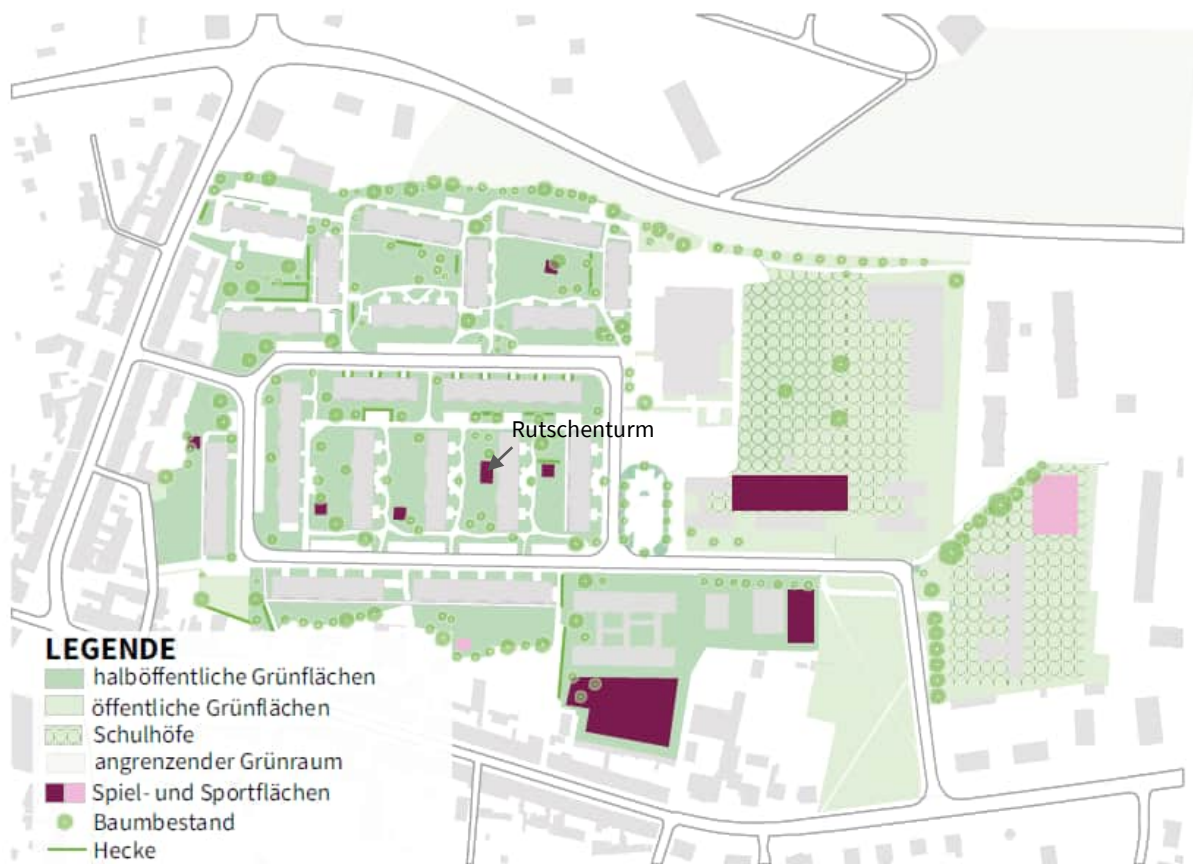 Rutschenturm
LEGENDE
halböffentliche Grünflächen
öffentliche Grünflächen
Schulhöfe
angrenzender Grünraum
Spiel- und Sportflächen
Baumbestand
Hecke